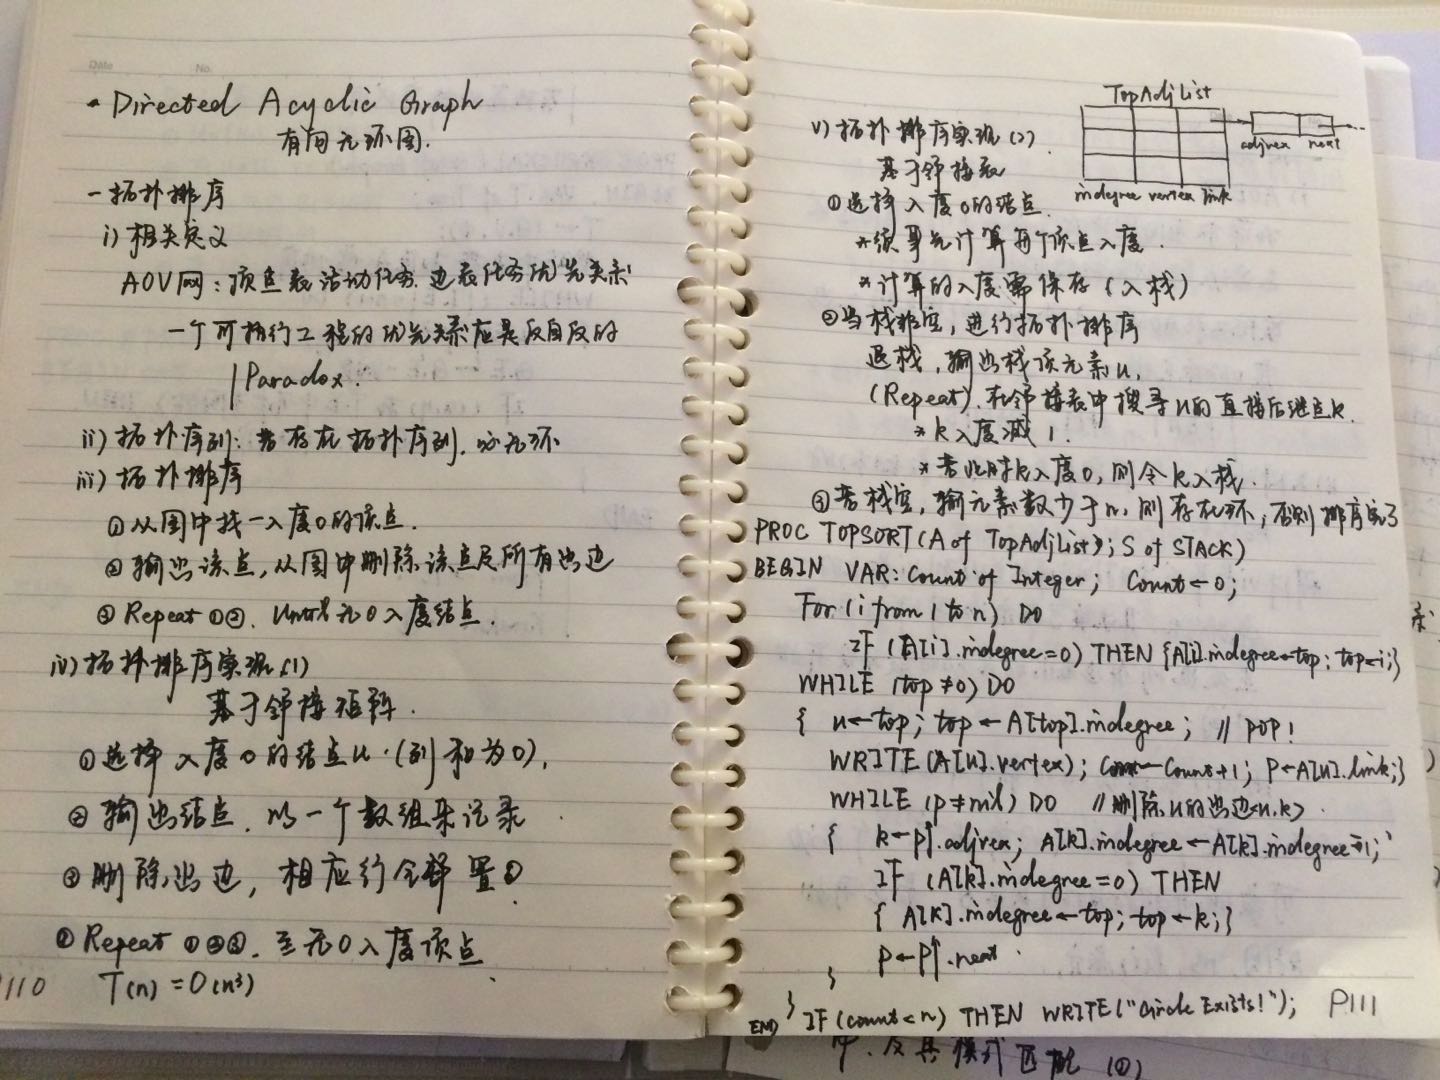 Date No.
• Directed Acyclic Graph
有向无环图.
一拓扑排序
i) 相关定义
AOV网: 顶点表活动任务. 边表任务优先关系
一个可执行工程的优先关系应是反自反的
| Paradox.
ii) 拓扑序列: 若存在拓扑序列, 必无环
iii) 拓扑排序
① 从图中找一入度0的顶点.
② 输出该点, 从图中删除该点及所有出边
③ Repeat ①②. Until 无0入度结点.
iv) 拓扑排序实现(1)
基于邻接矩阵.
① 选择入度0的结点u.(列和为0),
② 输出结点, 以一个数组来记录
③ 删除出边, 相应行全部置0
④ Repeat ①②③. 至无0入度顶点
T(n) = O(n³)
P110
TopAdjList
adjvex next
indegree vertex link
v) 拓扑排序实现(2).
基于邻接表
① 选择入度0的结点.
*须事先计算每个顶点入度.
*计算的入度需保存(入栈)
② 当栈非空, 进行拓扑排序
退栈, 输出栈顶元素u,
(Repeat). 在邻接表中搜寻u的直接后继点k.
*k入度减1.
*若此时k入度0, 则令k入栈.
③ 若栈空, 输元素数少于n, 则存在环, 否则排序完了
PROC TOPSORT(A of TopAdjList); S of STACK)
BEGIN VAR: Count of Integer; Count←0;
For (i from 1 to n) DO
IF (A[i].indegree=0) THEN {A[i].indegree←top; top←i;}
WHILE (top≠0) DO
{ u←top; top←A[top].indegree; // POP!
WRITE(A[u].vertex); Count←Count+1; P←A[u].link;}
WHILE (p≠nil) DO //删除u的出边<u,k>
{ k←p↑.adjvex; A[k].indegree←A[k].indegree-1;
IF (A[k].indegree=0) THEN
{ A[k].indegree←top; top←k;}
p←p↑.next.
}
} IF (count<n) THEN WRITE("Circle Exists!");
END
P111
及其模式匹配 (2)